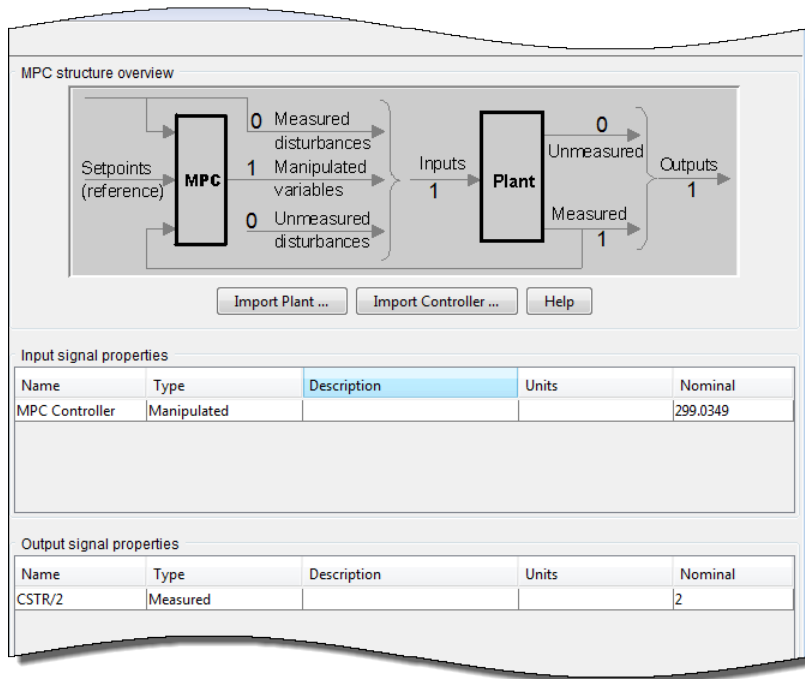 MPC structure overview
0 Measured
disturbances
Setpoints
(reference)
MPC
1 Manipulated
variables
0 Unmeasured
disturbances
Inputs
1
Plant
0
Unmeasured
Measured
1
Outputs
1
Import Plant ... Import Controller ... Help
Input signal properties
Name Type Description Units Nominal
MPC Controller Manipulated 299.0349
Output signal properties
Name Type Description Units Nominal
CSTR/2 Measured 2